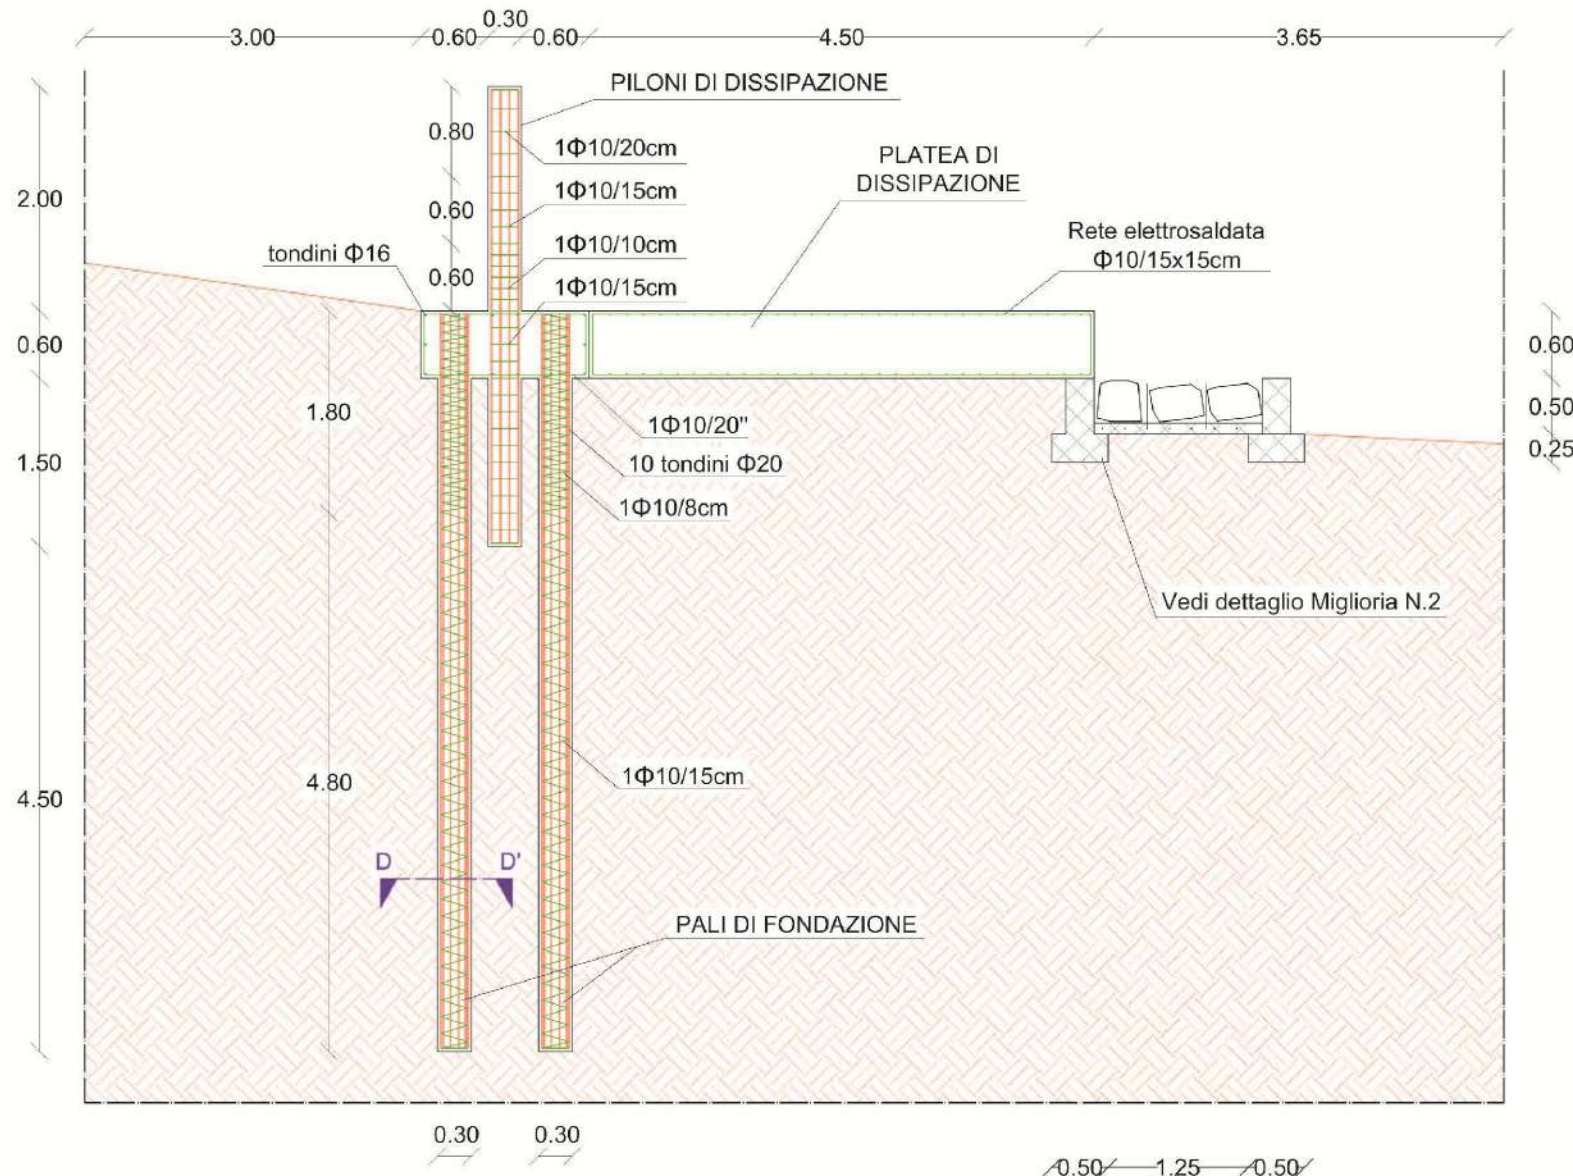 0.30
3.00
0.60
0.60
4.50
3.65
PILONI DI DISSIPAZIONE
0.80
1Φ10/20cm
PLATEA DI
DISSIPAZIONE
2.00
1Φ10/15cm
0.60
Rete elettrosaldata
Φ10/15x15cm
tondini Φ16
1Φ10/10cm
0.60
1Φ10/15cm
0.60
0.60
1.80
0.50
1Φ10/20"
0.25
1.50
10 tondini Φ20
1Φ10/8cm
Vedi dettaglio Miglioria N.2
4.50
4.80
1Φ10/15cm
D
D'
PALI DI FONDAZIONE
0.30
0.30
0.50
1.25
0.50